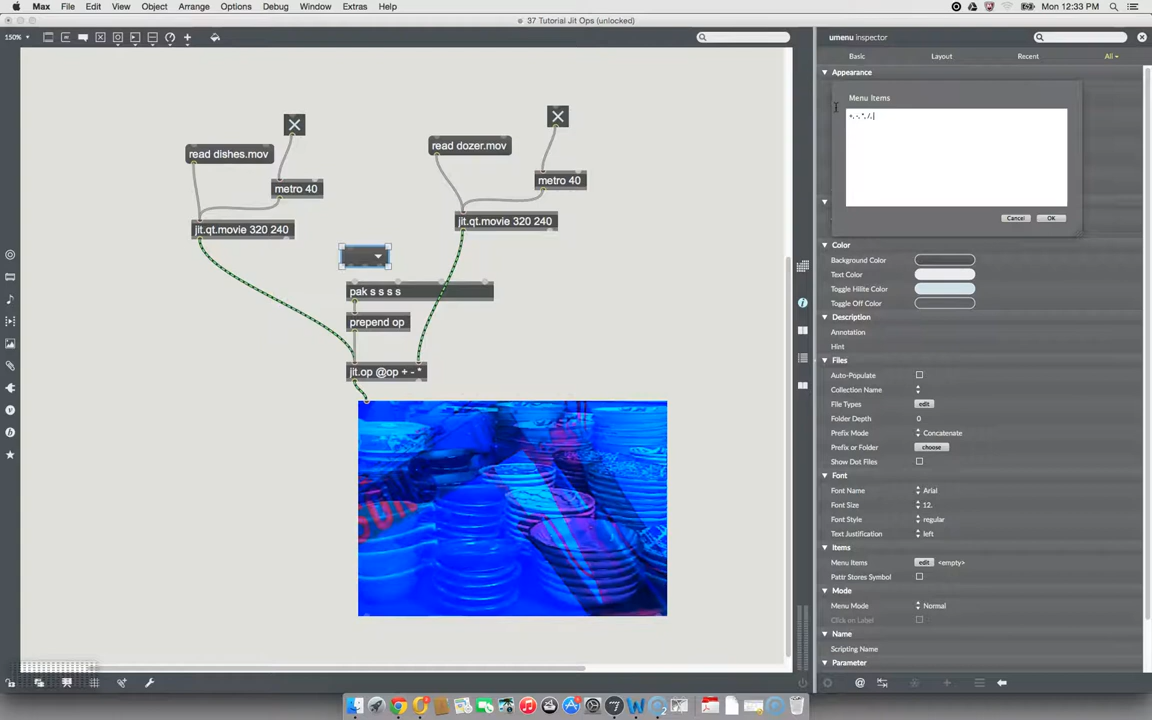 Max File Edit View Object Arrange Options Debug Window Extras Help
Mon 12:33 PM
37 Tutorial Jit Ops (unlocked)
150%
umenu inspector
Basic Layout Recent All
Appearance
Menu Items
+, -, *, /,
Cancel OK
read dishes.mov
read dozer.mov
metro 40
metro 40
jit.qt.movie 320 240
jit.qt.movie 320 240
pak s s s s
prepend op
jit.op @op + - *
Color
Background Color
Text Color
Toggle Hilite Color
Toggle Off Color
Description
Annotation
Hint
Files
Auto-Populate
Collection Name
File Types edit
Folder Depth 0
Prefix Mode Concatenate
Prefix or Folder choose
Show Dot Files
Font
Font Name Arial
Font Size 12.
Font Style regular
Text Justification left
Items
Menu Items edit <empty>
Pattr Stores Symbol
Mode
Menu Mode Normal
Click on Label
Name
Scripting Name
Parameter